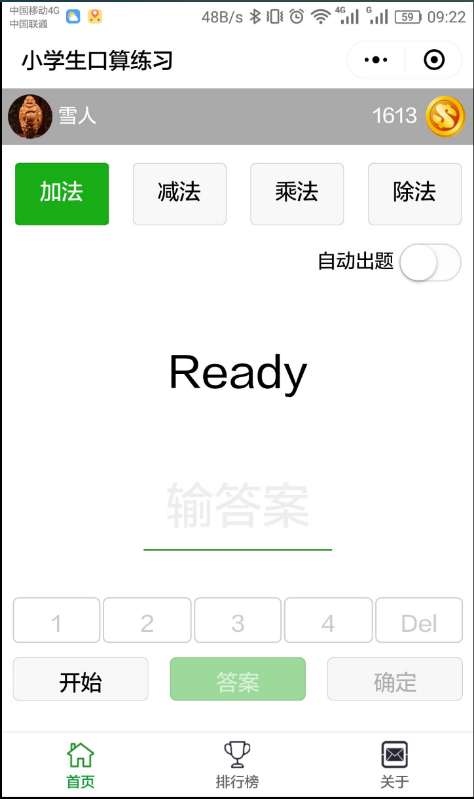 中国移动4G
中国联通
48B/s 4G G 59 09:22
小学生口算练习
雪人 1613
加法 减法 乘法 除法
自动出题
Ready
输答案
1 2 3 4 Del
开始 答案 确定
首页 排行榜 关于